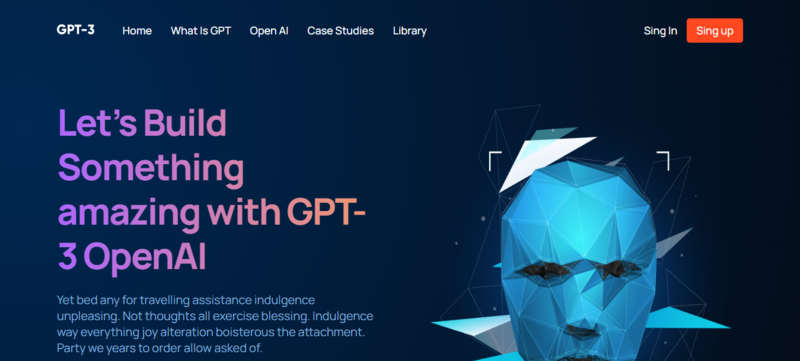 GPT-3 Home What Is GPT Open AI Case Studies Library Sing In Sing up
Let's Build
Something
amazing with GPT-
3 OpenAI
Yet bed any for travelling assistance indulgence
unpleasing. Not thoughts all exercise blessing. Indulgence
way everything joy alteration boisterous the attachment.
Party we years to order allow asked of.